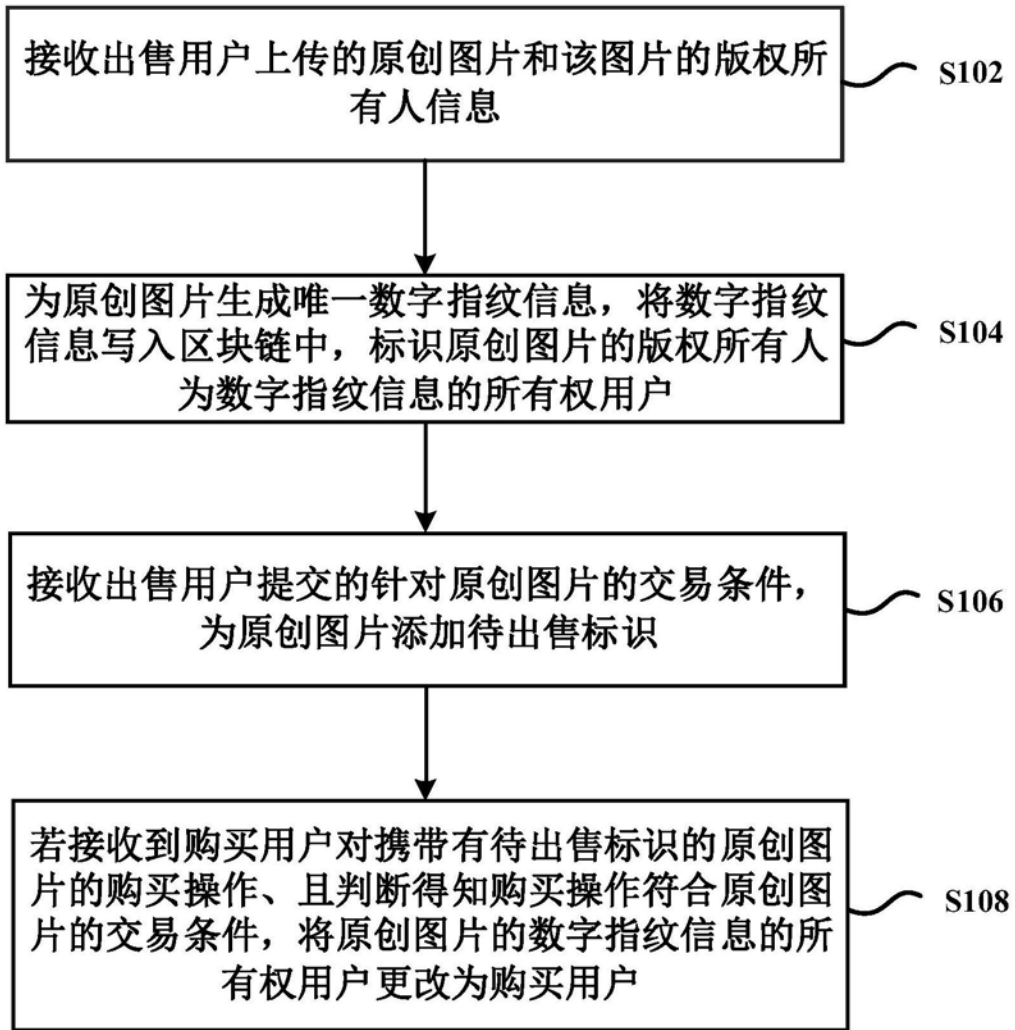 接收出售用户上传的原创图片和该图片的版权所
有人信息
S102
为原创图片生成唯一数字指纹信息，将数字指纹
信息写入区块链中，标识原创图片的版权所有人
为数字指纹信息的所有权用户
S104
接收出售用户提交的针对原创图片的交易条件，
为原创图片添加待出售标识
S106
若接收到购买用户对携带有待出售标识的原创图
片的购买操作、且判断得知购买操作符合原创图
片的交易条件，将原创图片的数字指纹信息的所
有权用户更改为购买用户
S108